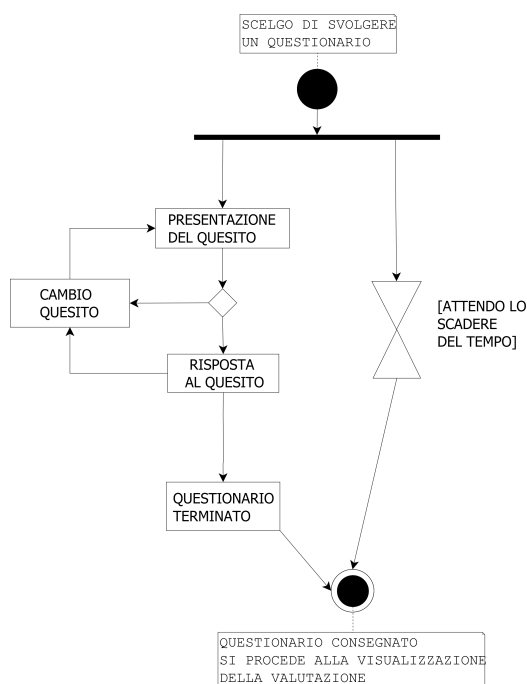 SCELGO DI SVOLGERE
UN QUESTIONARIO
PRESENTAZIONE
DEL QUESITO
CAMBIO
QUESITO
[ATTENDO LO
SCADERE
DEL TEMPO]
RISPOSTA
AL QUESITO
QUESTIONARIO
TERMINATO
QUESTIONARIO CONSEGNATO
SI PROCEDE ALLA VISUALIZZAZIONE
DELLA VALUTAZIONE